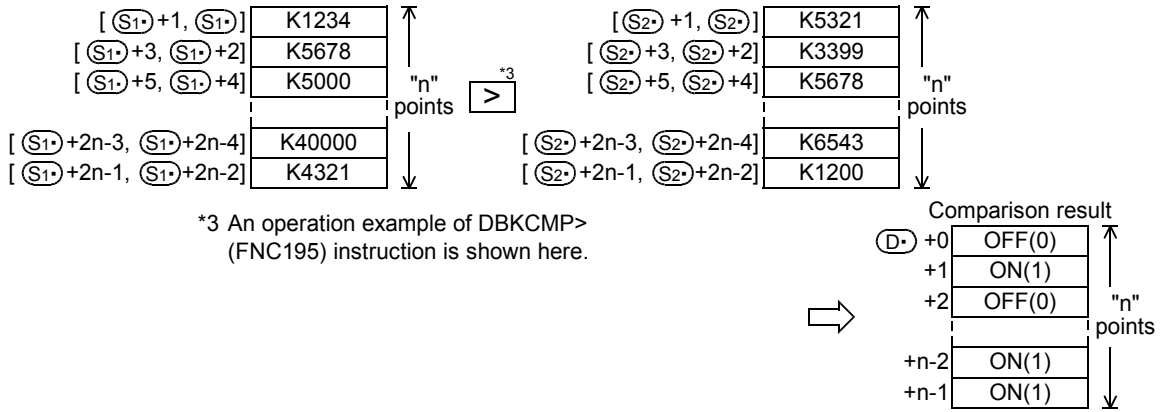 [ (S1·) +1, (S1·) ] K1234
[ (S1·) +3, (S1·) +2] K5678
[ (S1·) +5, (S1·) +4] K5000
[ (S1·) +2n-3, (S1·) +2n-4] K40000
[ (S1·) +2n-1, (S1·) +2n-2] K4321
"n"
points
*3
>
[ (S2·) +1, (S2·) ] K5321
[ (S2·) +3, (S2·) +2] K3399
[ (S2·) +5, (S2·) +4] K5678
[ (S2·) +2n-3, (S2·) +2n-4] K6543
[ (S2·) +2n-1, (S2·) +2n-2] K1200
"n"
points
*3 An operation example of DBKCMP>
(FNC195) instruction is shown here.
Comparison result
(D·) +0 OFF(0)
+1 ON(1)
+2 OFF(0)
+n-2 ON(1)
+n-1 ON(1)
"n"
points